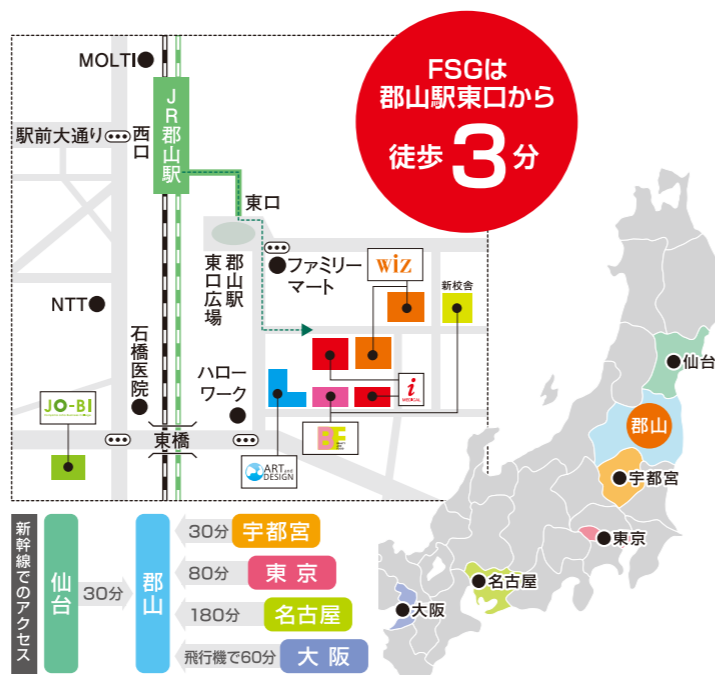 FSGは
郡山駅東口から
徒歩3分
MOLTI
JR郡山駅
西口
駅前大通り
東口
郡山駅
東口広場
ファミリー
マート
WiZ
新校舎
NTT
石橋医院
ハロー
ワーク
i
MEDICAL
JO-BI
東橋
BF
ART and
DESIGN
仙台
郡山
宇都宮
東京
名古屋
大阪
新幹線でのアクセス
仙台
30分
郡山
30分
宇都宮
80分
東京
180分
名古屋
飛行機で60分
大阪